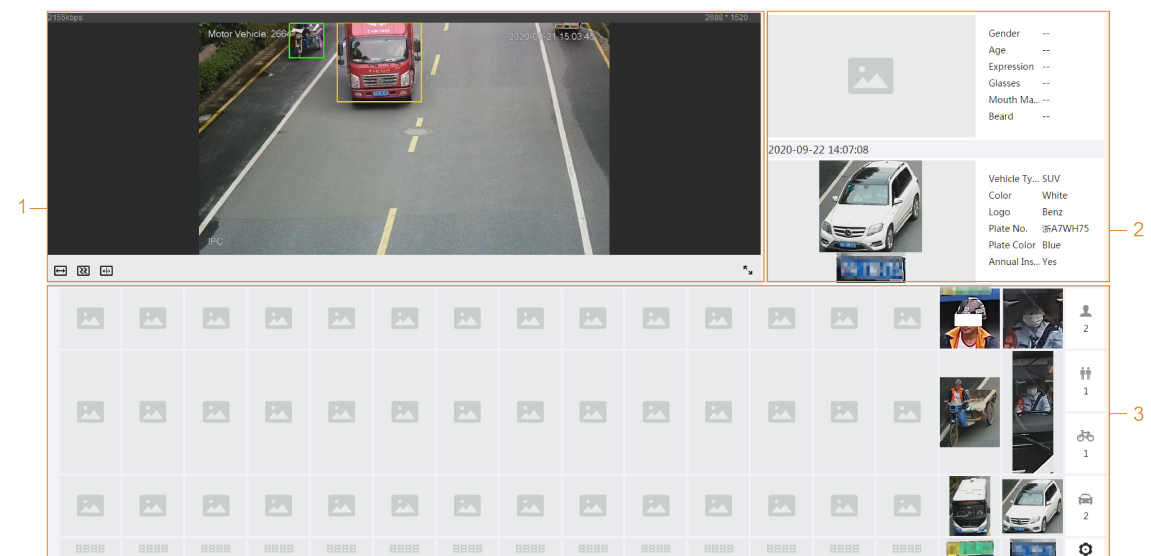 2155kbps
2688 * 1520
Motor Vehicle: 2664
2020-09-21 15:03:45
IPC
1
Gender --
Age --
Expression --
Glasses --
Mouth Ma... --
Beard --
2020-09-22 14:07:08
Vehicle Ty... SUV
Color White
Logo Benz
Plate No. 浙A7WH75
Plate Color Blue
Annual Ins... Yes
2
2
1
3
1
2